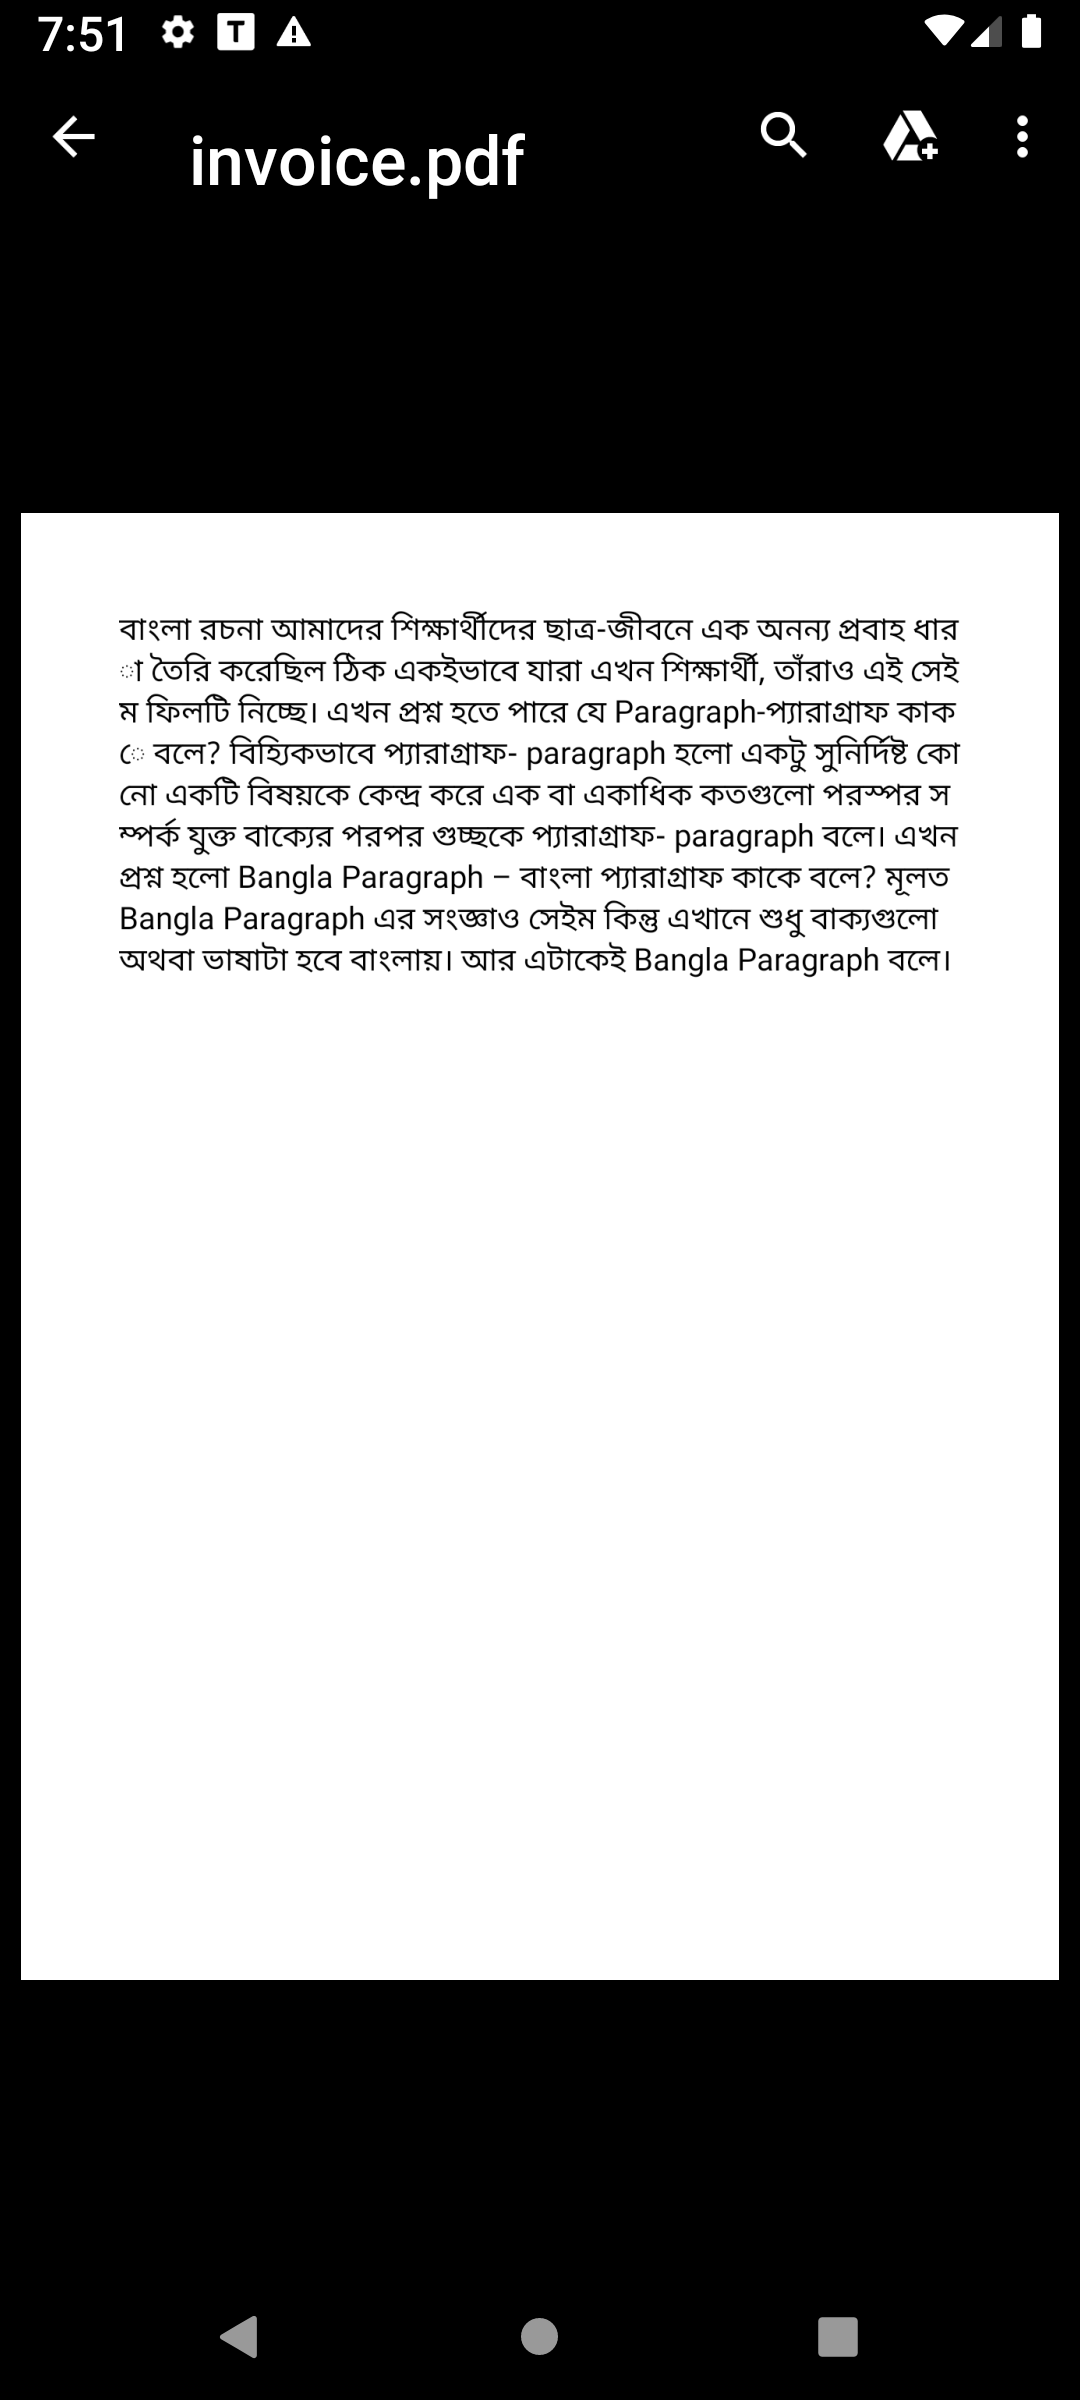 7:51
invoice.pdf
বাংলা রচনা আমাদের শিক্ষার্থীদের ছাত্র-জীবনে এক অনন্য প্রবাহ ধার
া তৈরি করেছিল ঠিক একইভাবে যারা এখন শিক্ষার্থী, তাঁরাও এই সেই
ম ফিলটি নিচ্ছে। এখন প্রশ্ন হতে পারে যে Paragraph-প্যারাগ্রাফ কাক
ে বলে? বিহ্যিকভাবে প্যারাগ্রাফ- paragraph হলো একটু সুনির্দিষ্ট কো
নো একটি বিষয়কে কেন্দ্র করে এক বা একাধিক কতগুলো পরস্পর স
ম্পর্ক যুক্ত বাক্যের পরপর গুচ্ছকে প্যারাগ্রাফ- paragraph বলে। এখন
প্রশ্ন হলো Bangla Paragraph – বাংলা প্যারাগ্রাফ কাকে বলে? মূলত
Bangla Paragraph এর সংজ্ঞাও সেইম কিন্তু এখানে শুধু বাক্যগুলো
অথবা ভাষাটা হবে বাংলায়। আর এটাকেই Bangla Paragraph বলে।